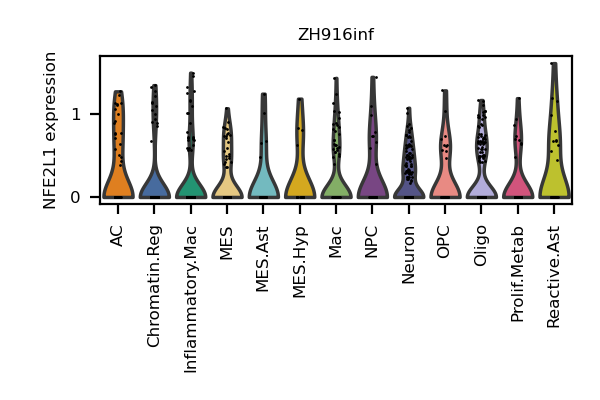 ZH916inf
NFE2L1 expression
1
0
AC
Chromatin.Reg
Inflammatory.Mac
MES
MES.Ast
MES.Hyp
Mac
NPC
Neuron
OPC
Oligo
Prolif.Metab
Reactive.Ast